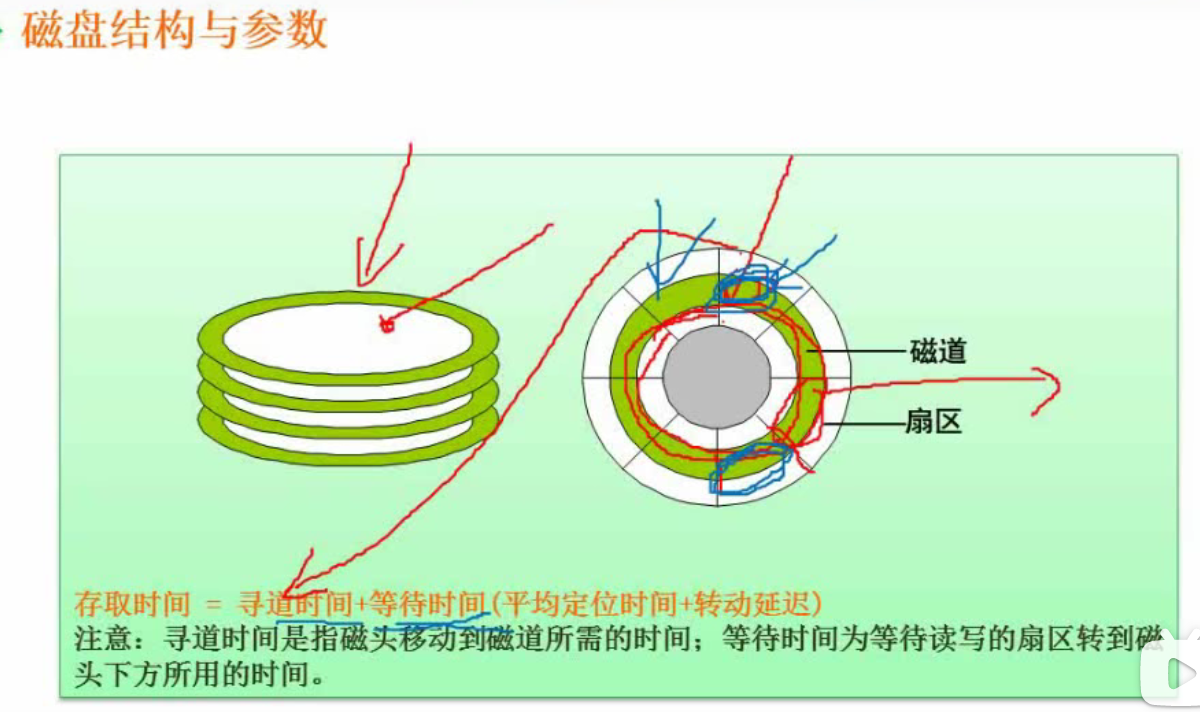 磁盘结构与参数
磁道
扇区
存取时间 = 寻道时间+等待时间(平均定位时间+转动延迟)
注意：寻道时间是指磁头移动到磁道所需的时间；等待时间为等待读写的扇区转到磁
头下方所用的时间。